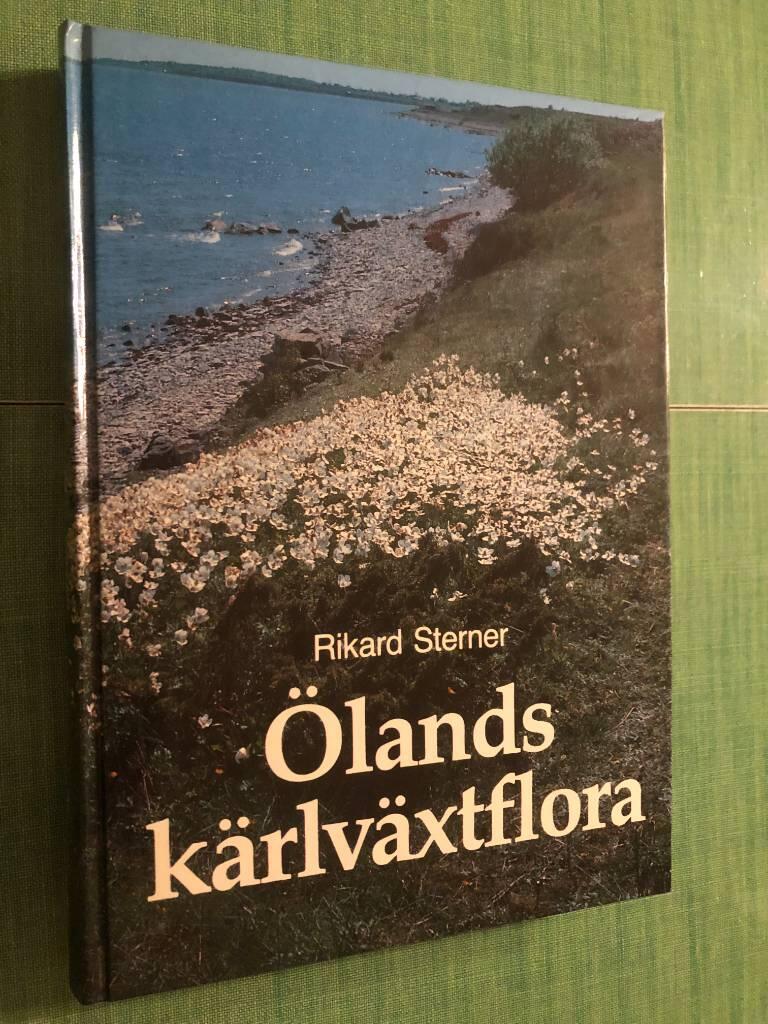 Rikard Sterner
Ölands
kärlväxtflora